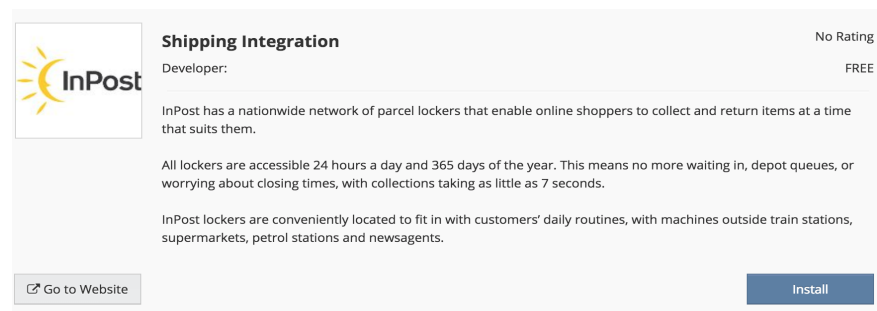 InPost
Shipping Integration
No Rating
Developer:
FREE
InPost has a nationwide network of parcel lockers that enable online shoppers to collect and return items at a time
that suits them.
All lockers are accessible 24 hours a day and 365 days of the year. This means no more waiting in, depot queues, or
worrying about closing times, with collections taking as little as 7 seconds.
InPost lockers are conveniently located to fit in with customers’ daily routines, with machines outside train stations,
supermarkets, petrol stations and newsagents.
Go to Website
Install